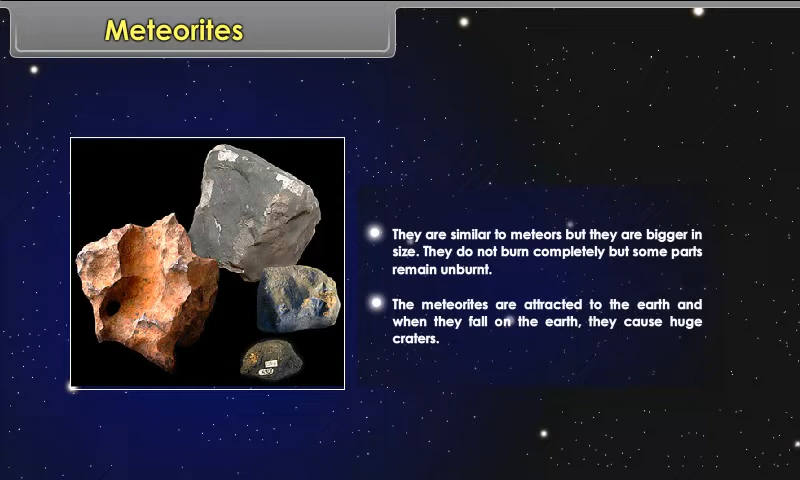 Meteorites
They are similar to meteors but they are bigger in
size. They do not burn completely but some parts
remain unburnt.
The meteorites are attracted to the earth and
when they fall on the earth, they cause huge
craters.